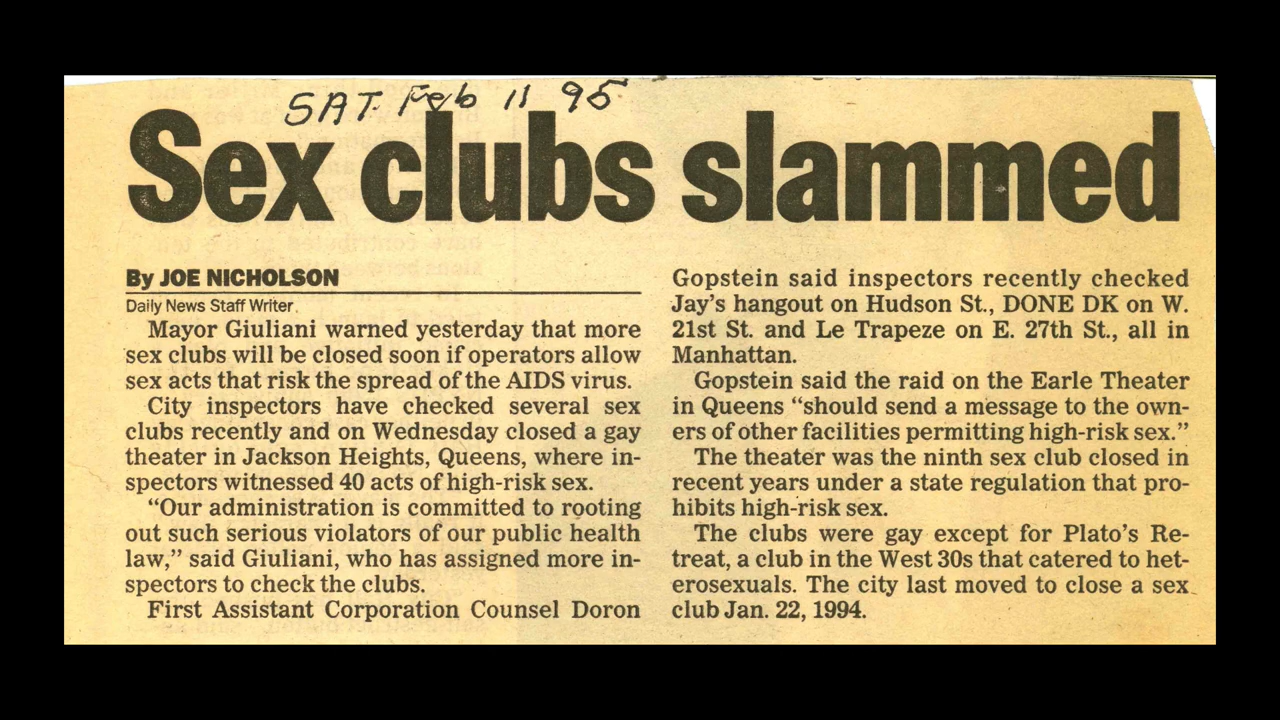 SAT Feb 11 95
Sex clubs slammed
By JOE NICHOLSON
Daily News Staff Writer
Mayor Giuliani warned yesterday that more
sex clubs will be closed soon if operators allow
sex acts that risk the spread of the AIDS virus.
City inspectors have checked several sex
clubs recently and on Wednesday closed a gay
theater in Jackson Heights, Queens, where in-
spectors witnessed 40 acts of high-risk sex.
“Our administration is committed to rooting
out such serious violators of our public health
law,” said Giuliani, who has assigned more in-
spectors to check the clubs.
First Assistant Corporation Counsel Doron
Gopstein said inspectors recently checked
Jay’s hangout on Hudson St., DONE DK on W.
21st St. and Le Trapeze on E. 27th St., all in
Manhattan.
Gopstein said the raid on the Earle Theater
in Queens “should send a message to the own-
ers of other facilities permitting high-risk sex.”
The theater was the ninth sex club closed in
recent years under a state regulation that pro-
hibits high-risk sex.
The clubs were gay except for Plato’s Re-
treat, a club in the West 30s that catered to het-
erosexuals. The city last moved to close a sex
club Jan. 22, 1994.